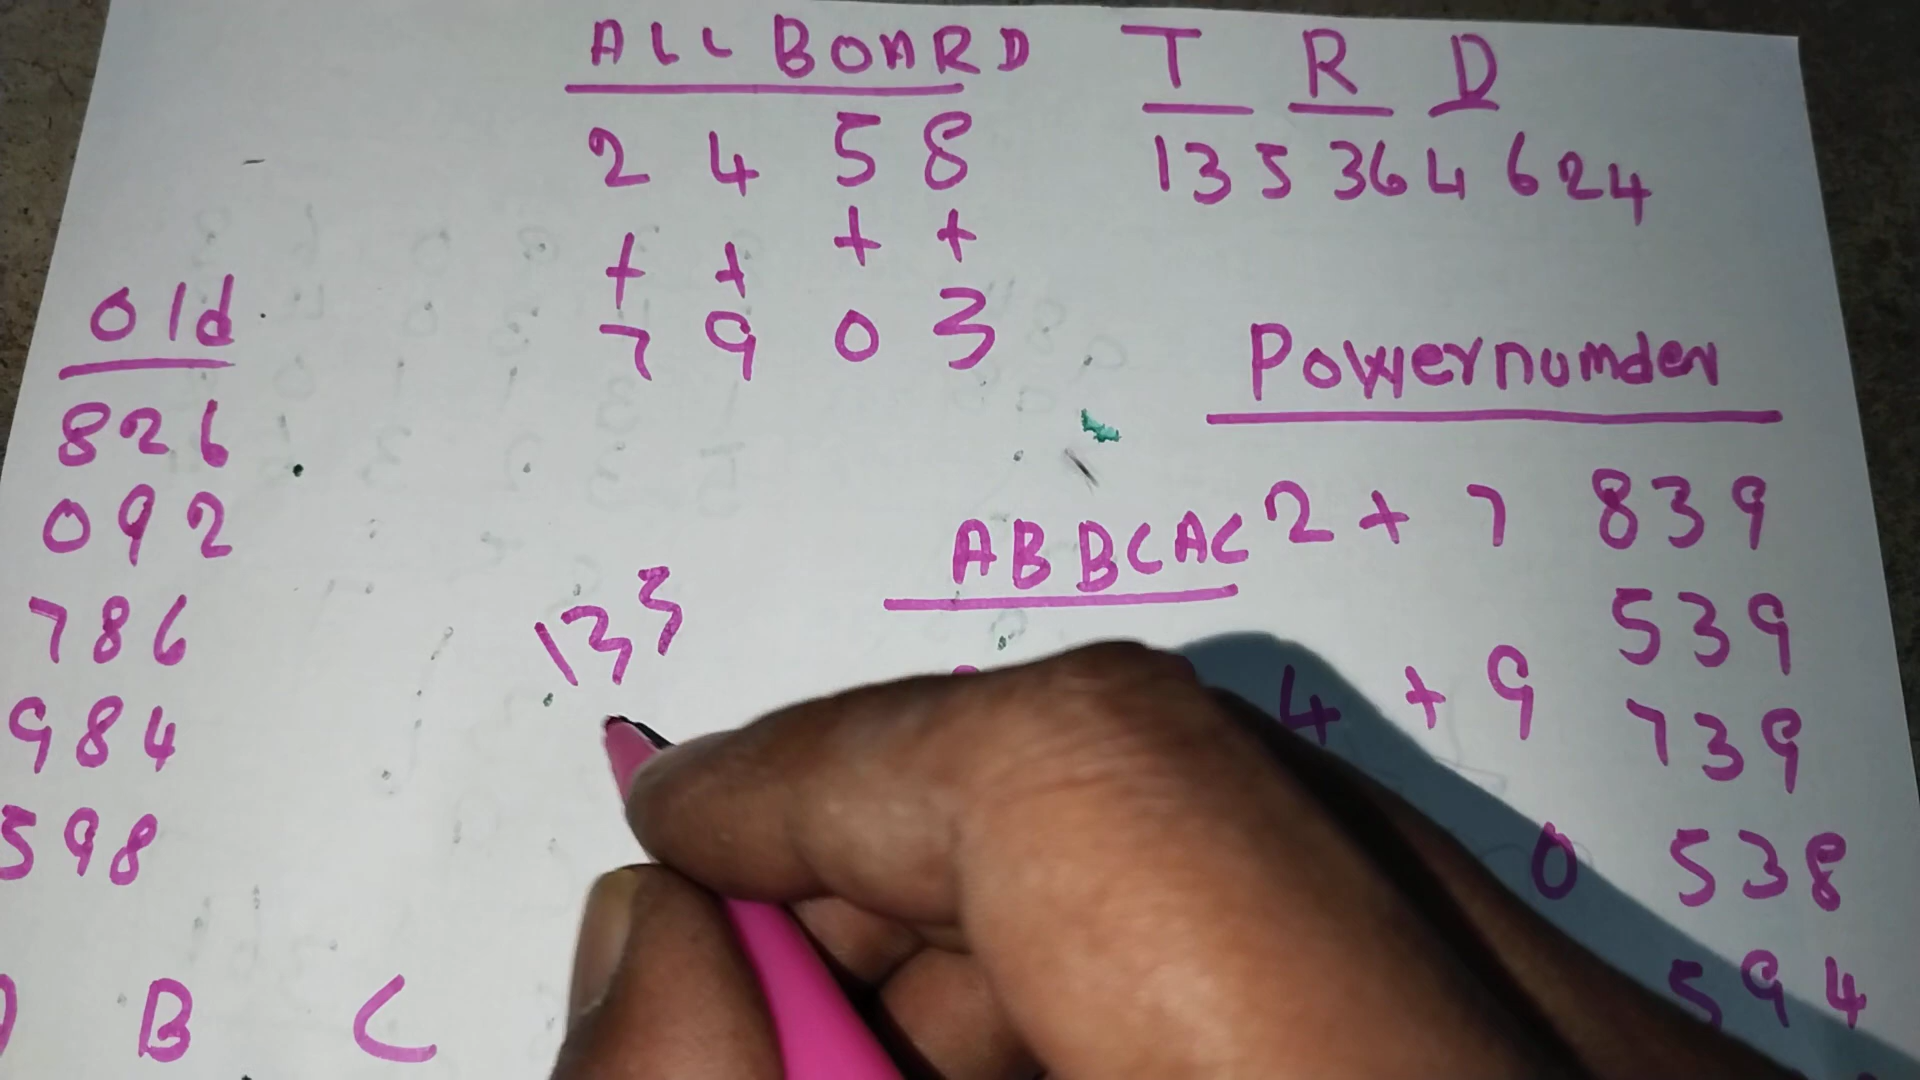 ALL BOARD
2 4 5 8
+ + + +
7 9 0 3
T R D
135 364 624
old
826
092
786
984
598
Powernumder
2 + 7 839
539
4 + 9 739
0 538
594
ABBCAC
135
B C